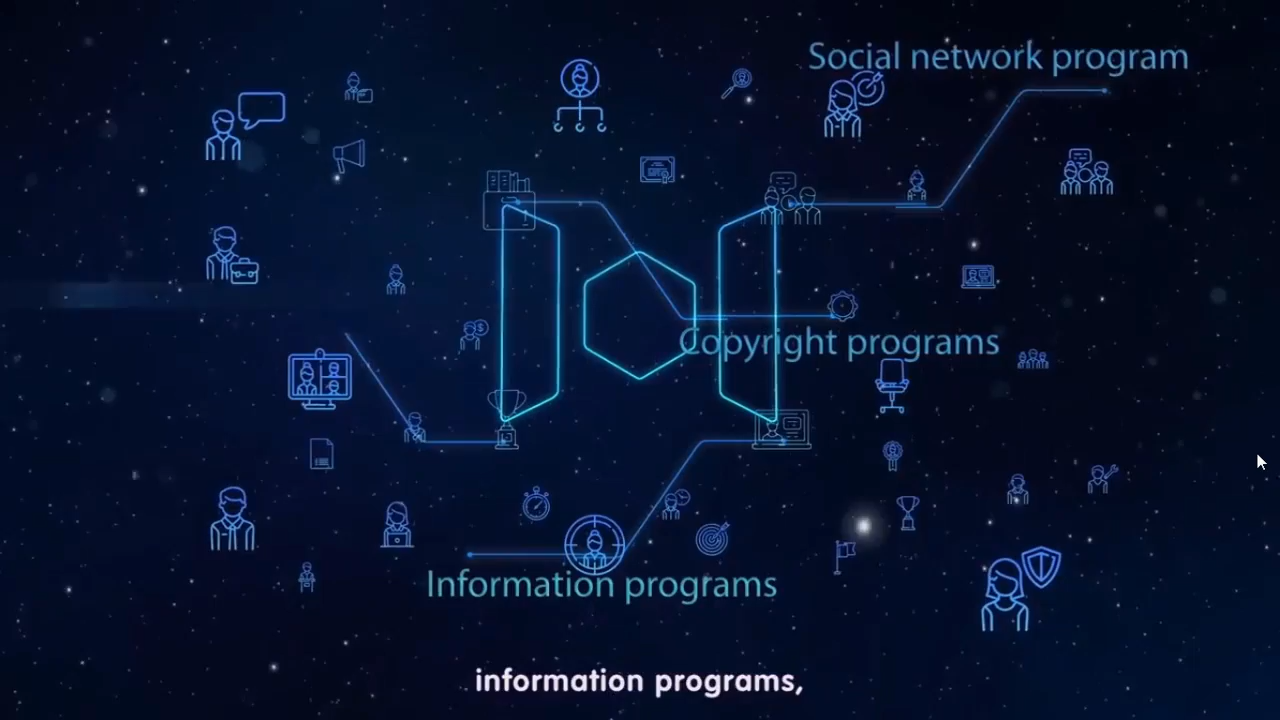 Social network program
Copyright programs
Information programs
information programs,